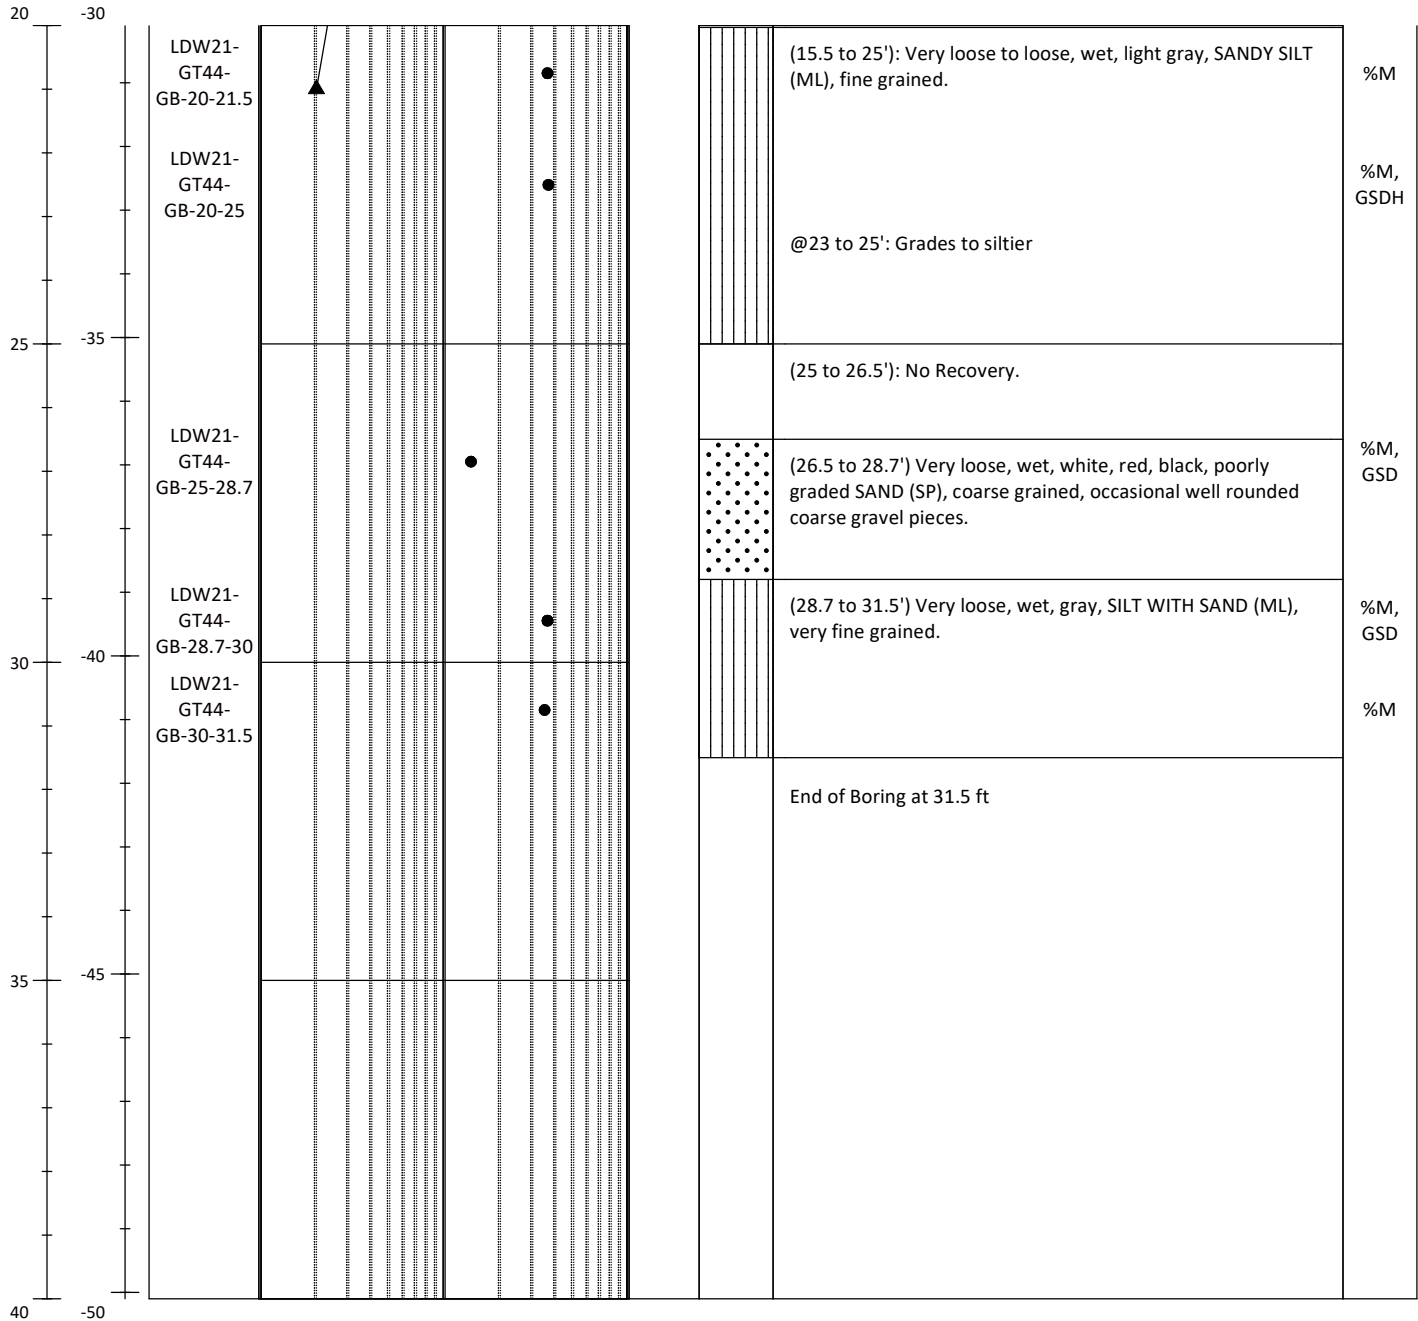 20
-30
LDW21-
GT44-
GB-20-21.5
(15.5 to 25'): Very loose to loose, wet, light gray, SANDY SILT
(ML), fine grained.
%M
LDW21-
GT44-
GB-20-25
%M,
GSDH
@23 to 25': Grades to siltier
25
-35
(25 to 26.5'): No Recovery.
LDW21-
GT44-
GB-25-28.7
(26.5 to 28.7') Very loose, wet, white, red, black, poorly
graded SAND (SP), coarse grained, occasional well rounded
coarse gravel pieces.
%M,
GSD
LDW21-
GT44-
GB-28.7-30
(28.7 to 31.5') Very loose, wet, gray, SILT WITH SAND (ML),
very fine grained.
%M,
GSD
30
-40
LDW21-
GT44-
GB-30-31.5
%M
End of Boring at 31.5 ft
35
-45
40
-50